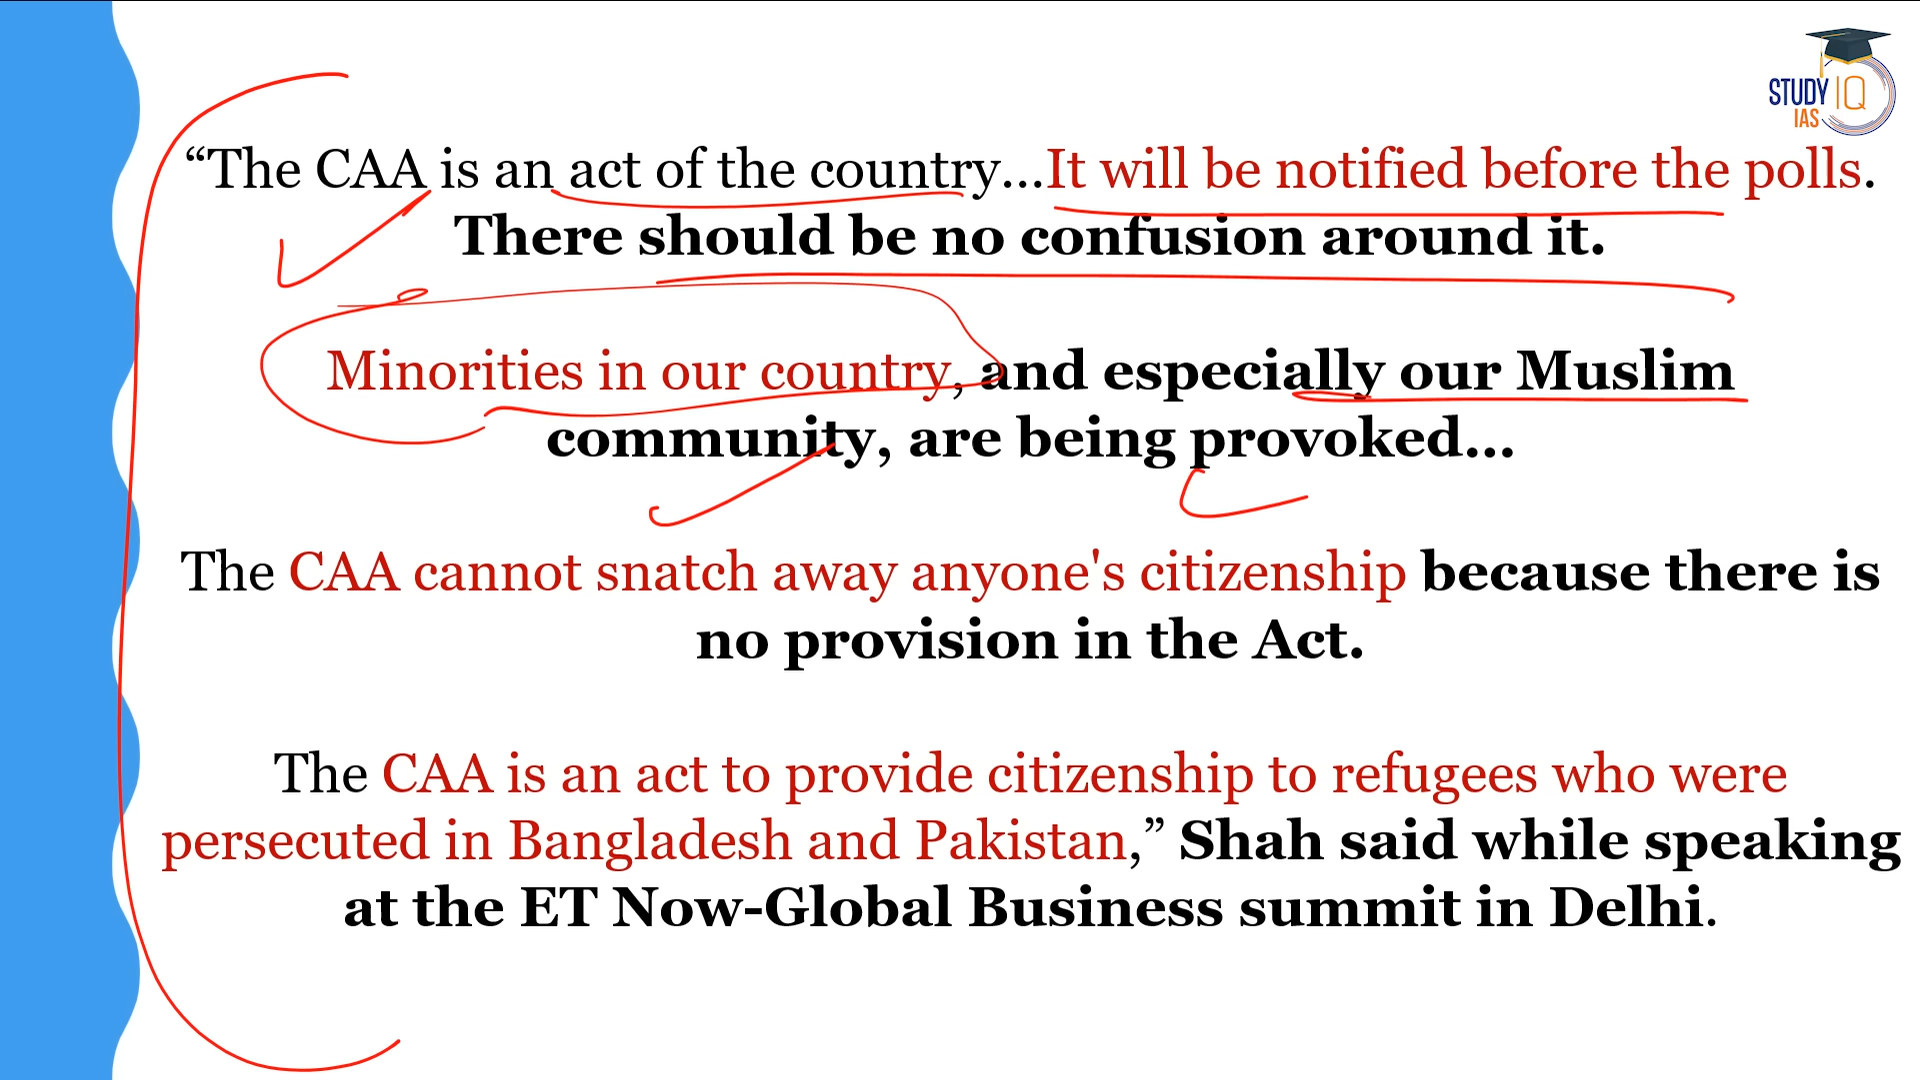 STUDY IQ
IAS
“The CAA is an act of the country...It will be notified before the polls.
There should be no confusion around it.
Minorities in our country, and especially our Muslim
community, are being provoked...
The CAA cannot snatch away anyone's citizenship because there is
no provision in the Act.
The CAA is an act to provide citizenship to refugees who were
persecuted in Bangladesh and Pakistan,” Shah said while speaking
at the ET Now-Global Business summit in Delhi.